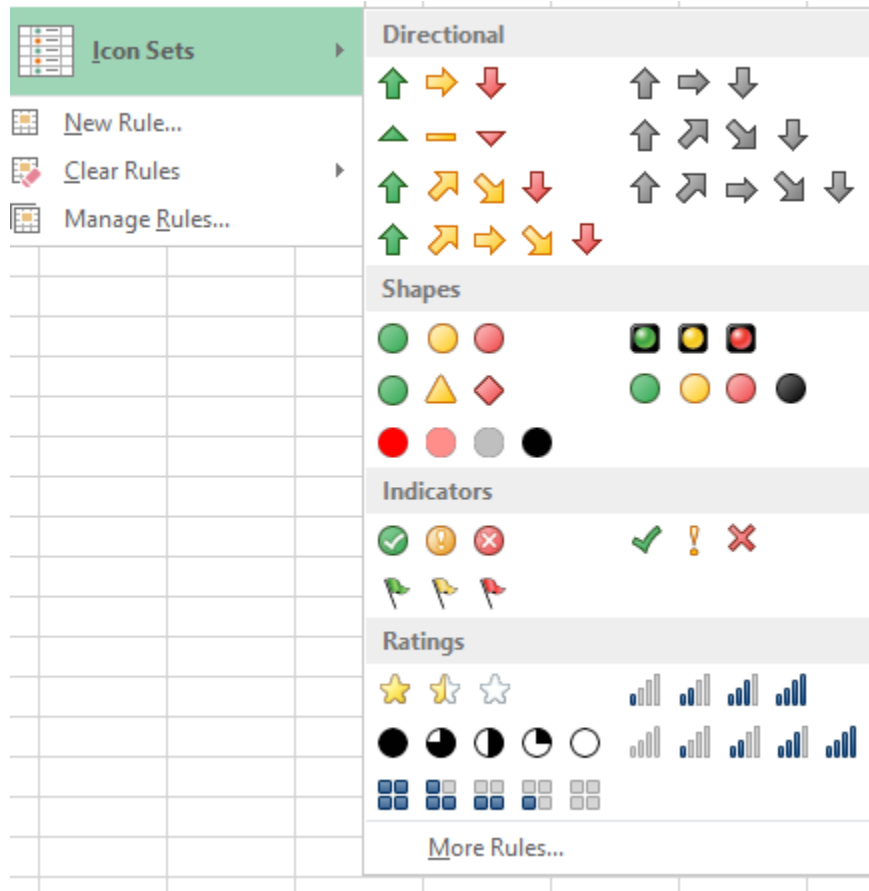 Icon Sets
New Rule...
Clear Rules
Manage Rules...
Directional
Shapes
Indicators
Ratings
More Rules...